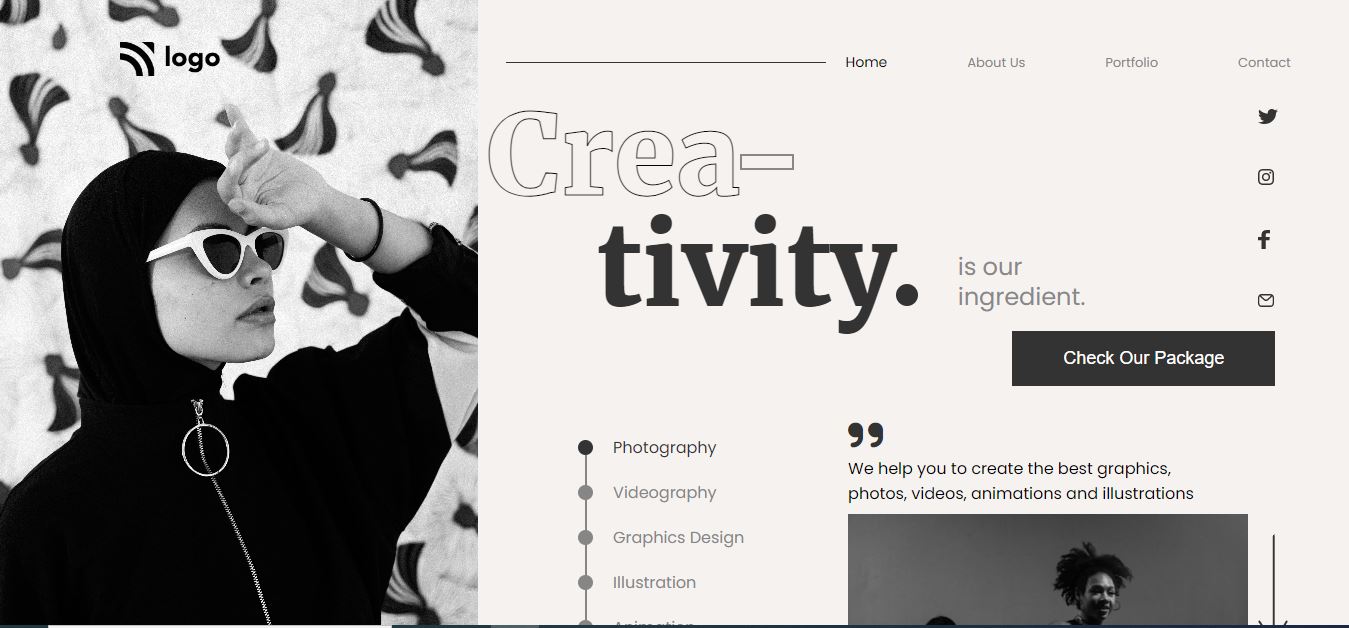 logo
Home About Us Portfolio Contact
Crea–
tivity.
is our
ingredient.
Check Our Package
Photography
Videography
Graphics Design
Illustration
Animation
”
We help you to create the best graphics,
photos, videos, animations and illustrations